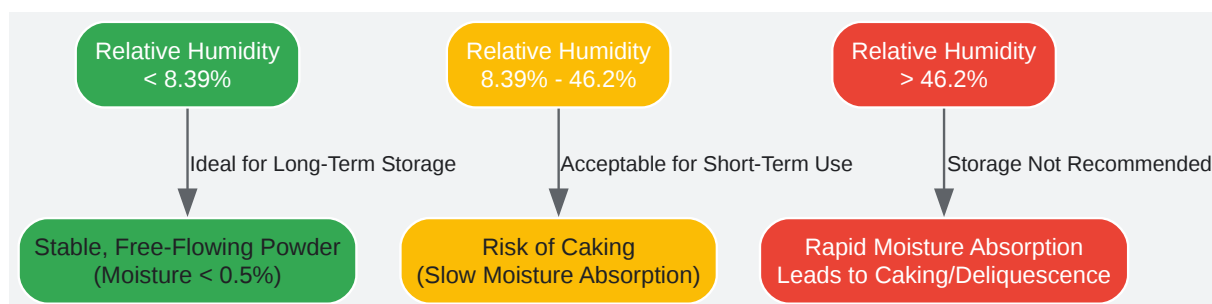 Relative Humidity
< 8.39%
Relative Humidity
8.39% - 46.2%
Relative Humidity
> 46.2%
Ideal for Long-Term Storage
Acceptable for Short-Term Use
Storage Not Recommended
Stable, Free-Flowing Powder
(Moisture < 0.5%)
Risk of Caking
(Slow Moisture Absorption)
Rapid Moisture Absorption
Leads to Caking/Deliquescence